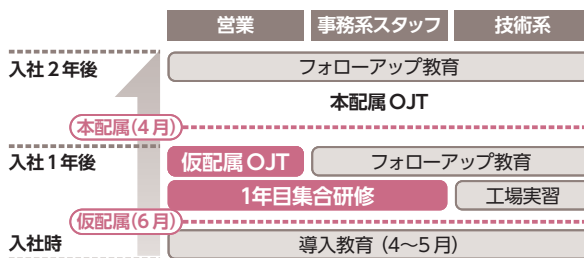 営業 事務系スタッフ 技術系
入社2年後 フォローアップ教育
本配属OJT
本配属(4月)
入社1年後 仮配属OJT フォローアップ教育
1年目集合研修 工場実習
仮配属(6月)
入社時 導入教育（4〜5月）